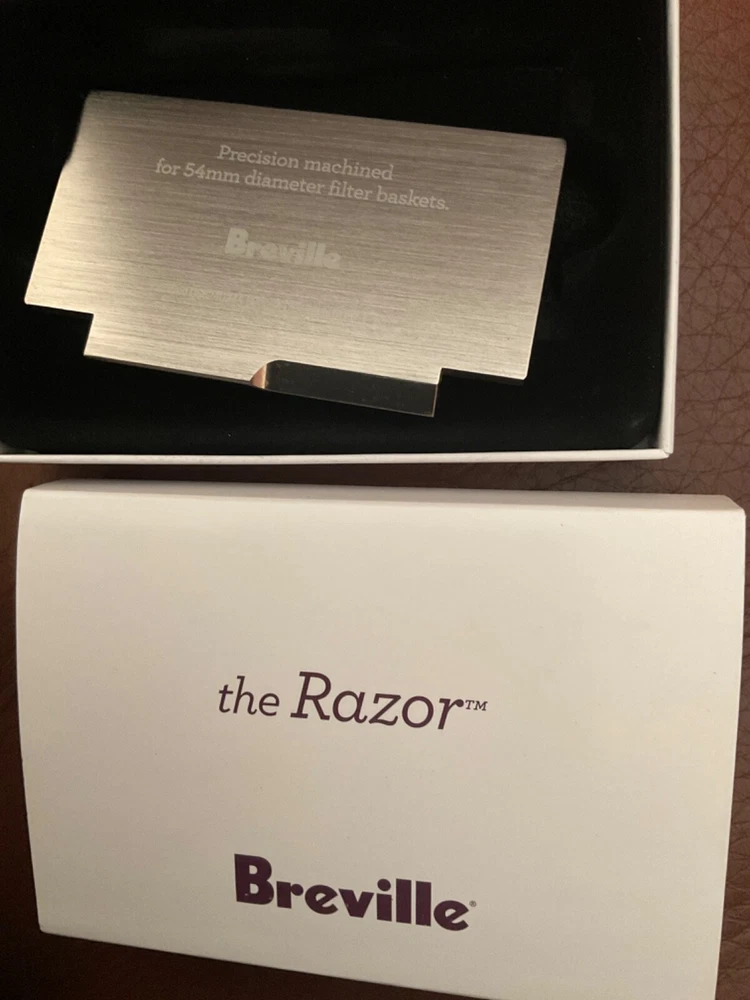 Precision machined
for 54mm diameter filter baskets.
Breville
the Razor™
Breville®